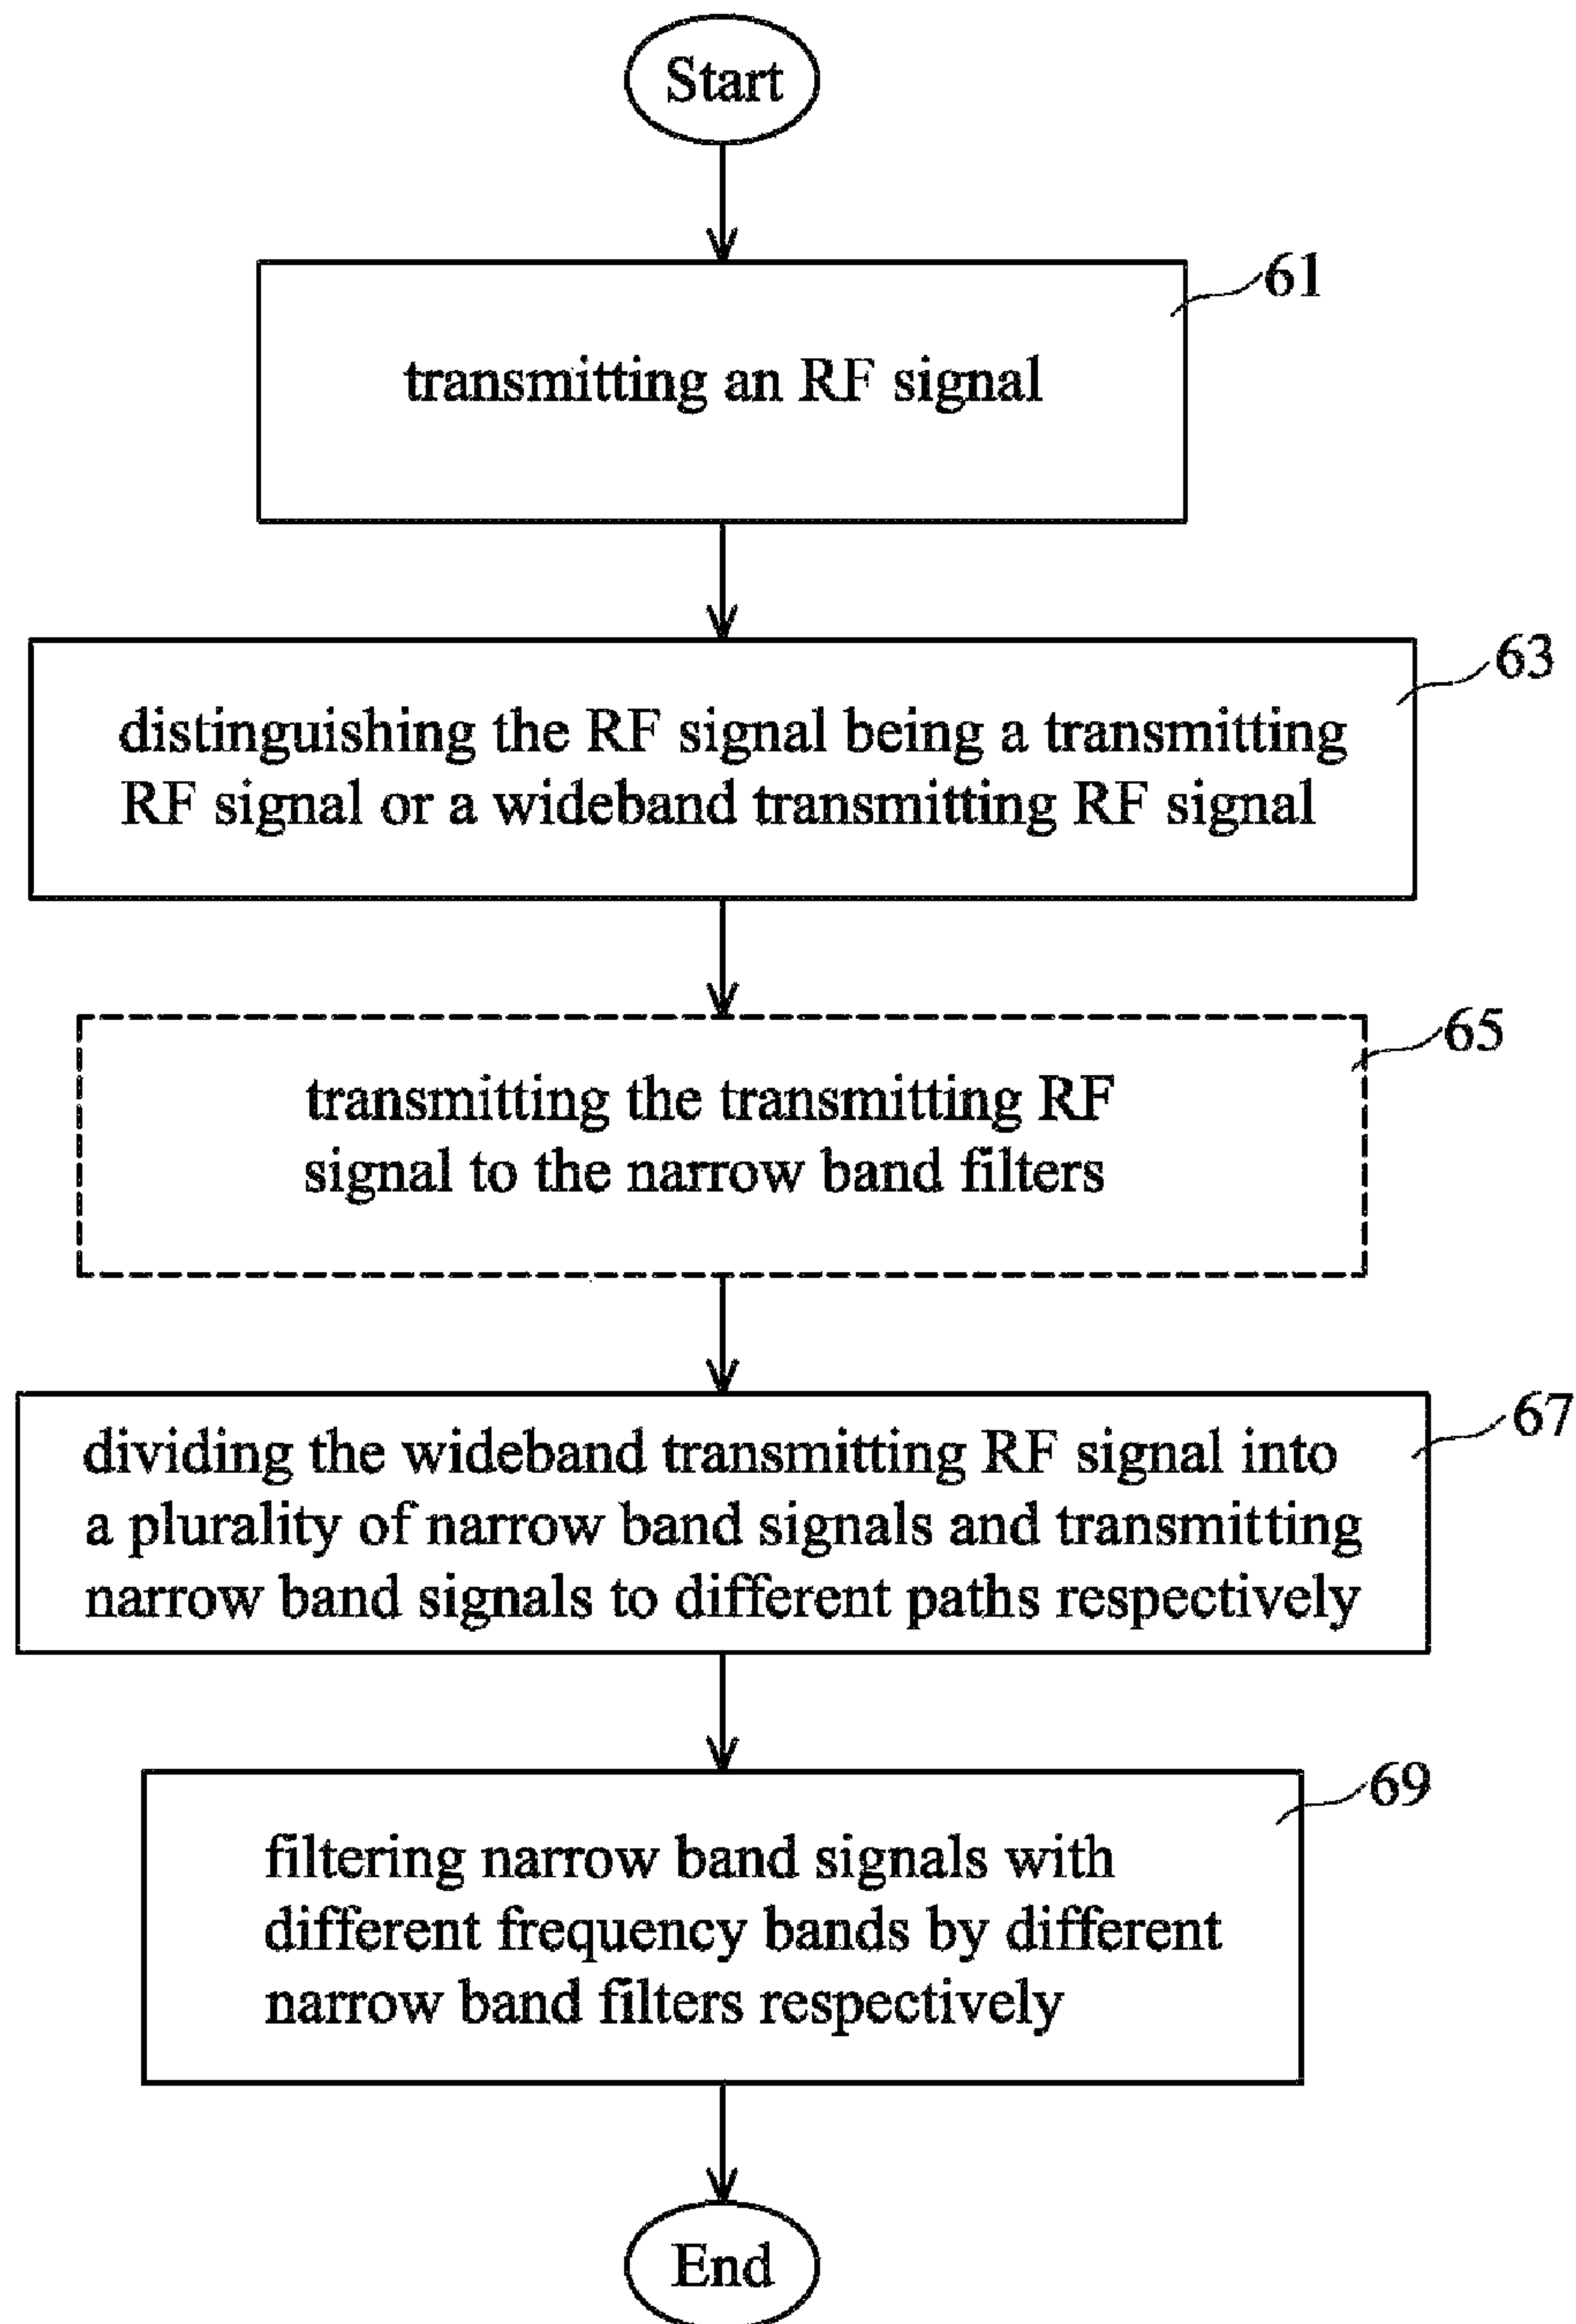 Start
61
transmitting an RF signal
63
distinguishing the RF signal being a transmitting
RF signal or a wideband transmitting RF signal
65
transmitting the transmitting RF
signal to the narrow band filters
67
dividing the wideband transmitting RF signal into
a plurality of narrow band signals and transmitting
narrow band signals to different paths respectively
69
filtering narrow band signals with
different frequency bands by different
narrow band filters respectively
End